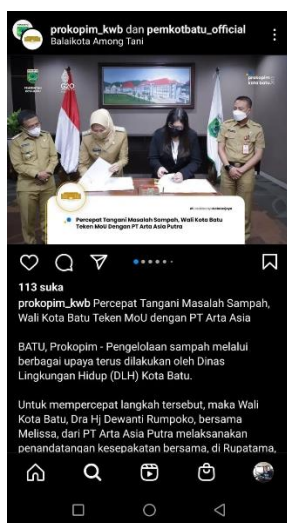 prokopim_kwb dan pemkotbatu_official
Balaikota Among Tani
G20
Percepat Tangani Masalah Sampah, Wali Kota Batu
Teken MoU Dengan PT Arta Asia Putra
113 suka
prokopim_kwb Percepat Tangani Masalah Sampah,
Wali Kota Batu Teken MoU dengan PT Arta Asia
BATU, Prokopim - Pengelolaan sampah melalui
berbagai upaya terus dilakukan oleh Dinas
Lingkungan Hidup (DLH) Kota Batu.
Untuk mempercepat langkah tersebut, maka Wali
Kota Batu, Dra Hj Dewanti Rumpoko, bersama
Melissa, dari PT Arta Asia Putra melaksanakan
penandatangan kesepakatan bersama, di Rupatama,